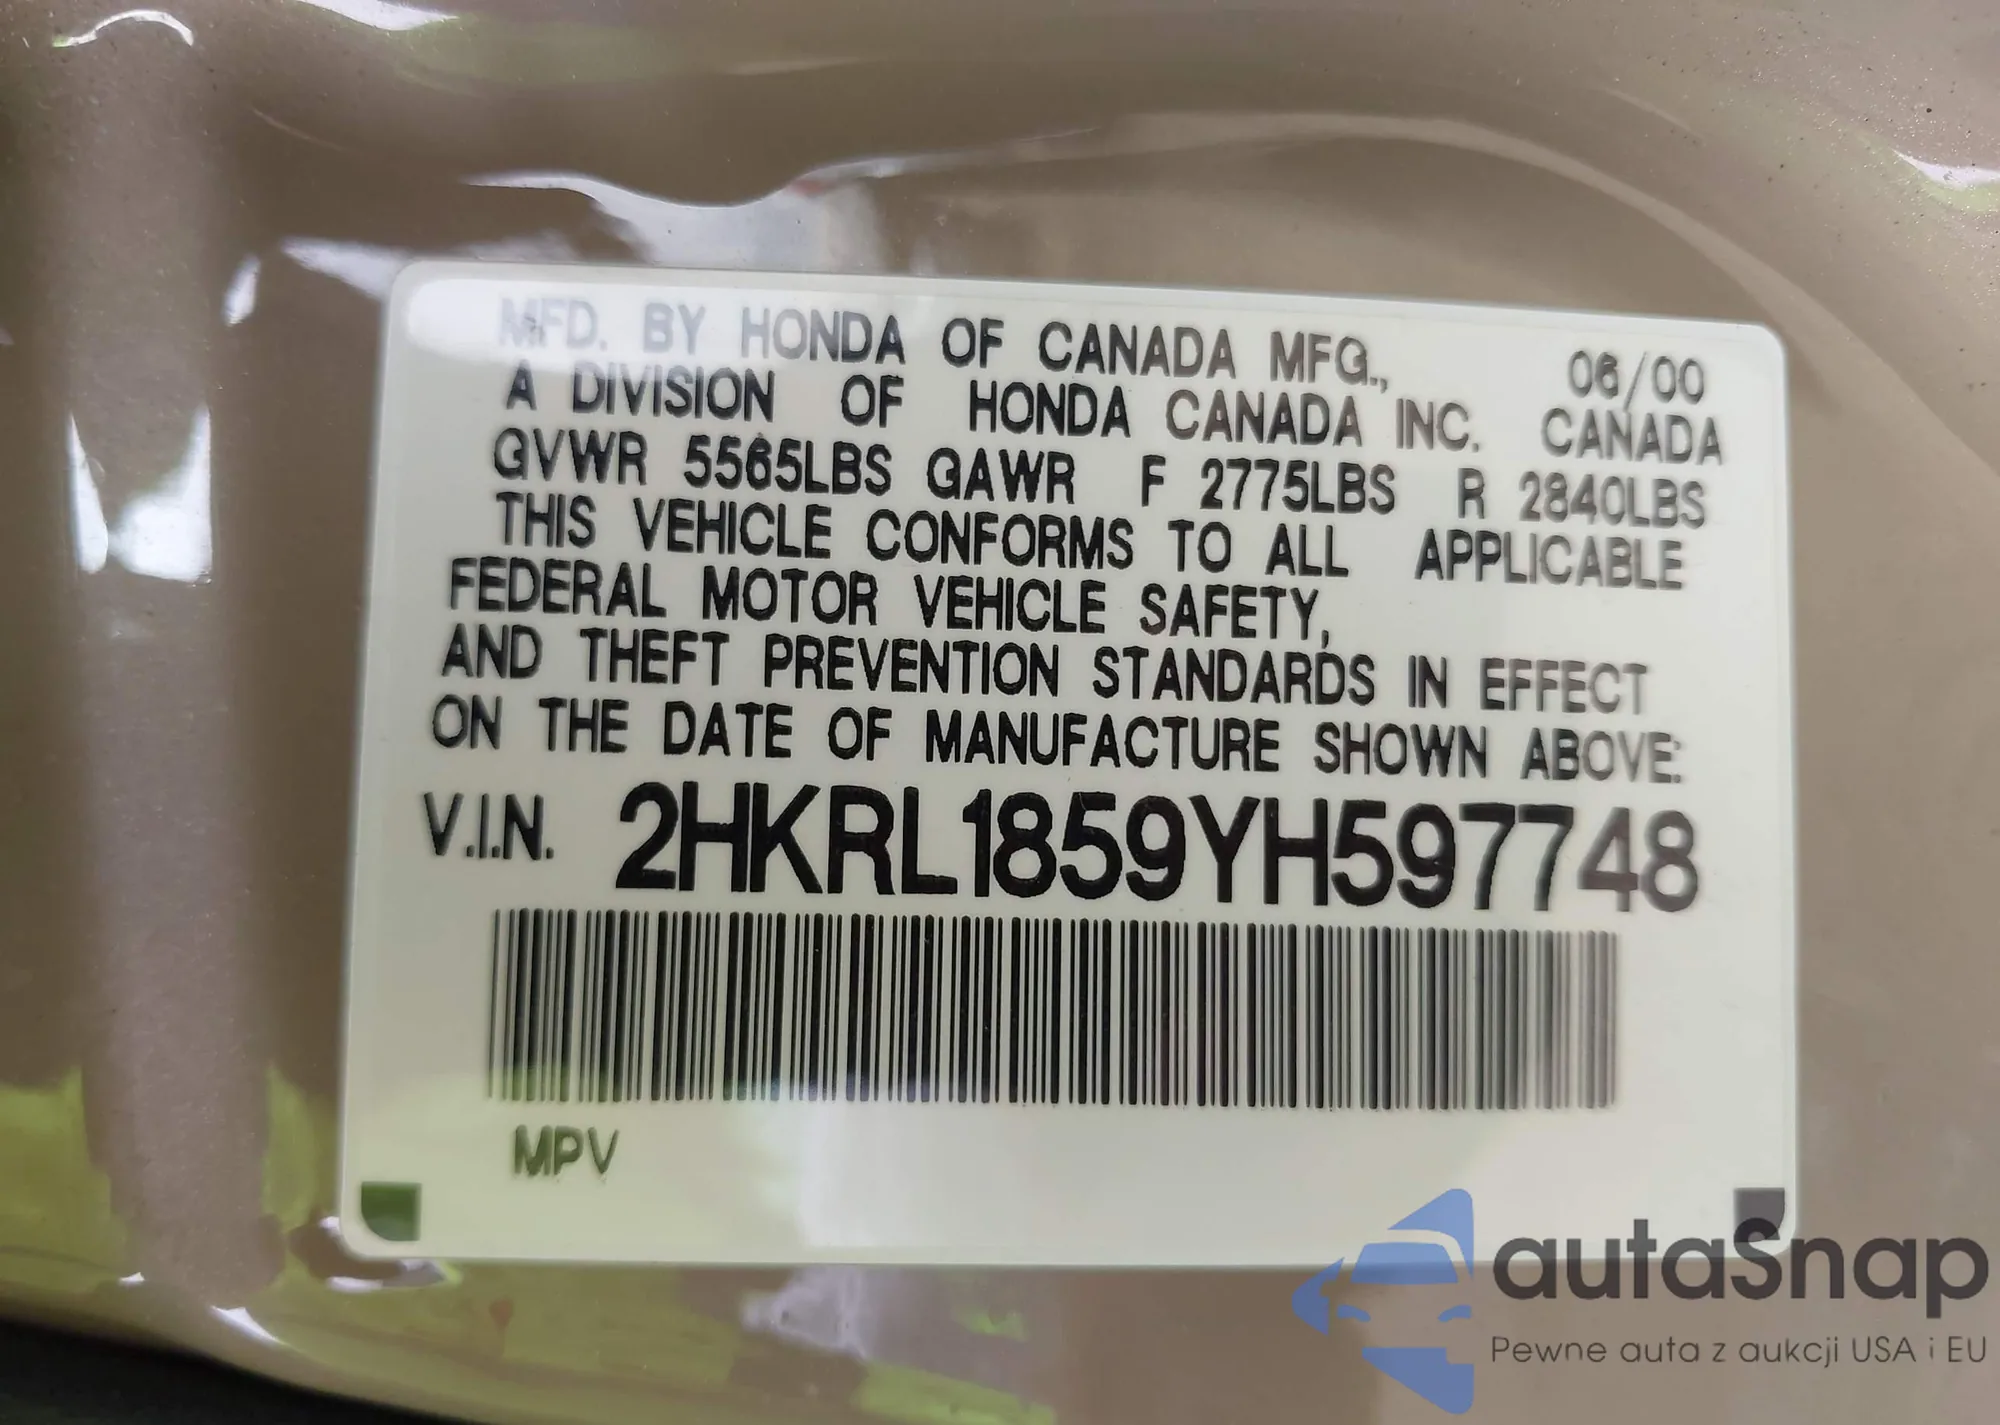 MFD. BY HONDA OF CANADA MFG., 06/00
A DIVISION OF HONDA CANADA INC. CANADA
GVWR 5565LBS GAWR F 2775LBS R 2840LBS
THIS VEHICLE CONFORMS TO ALL APPLICABLE
FEDERAL MOTOR VEHICLE SAFETY,
AND THEFT PREVENTION STANDARDS IN EFFECT
ON THE DATE OF MANUFACTURE SHOWN ABOVE:
V.I.N. 2HKRL1859YH597748
MPV
autaSnap
Pewne auta z aukcji USA i EU